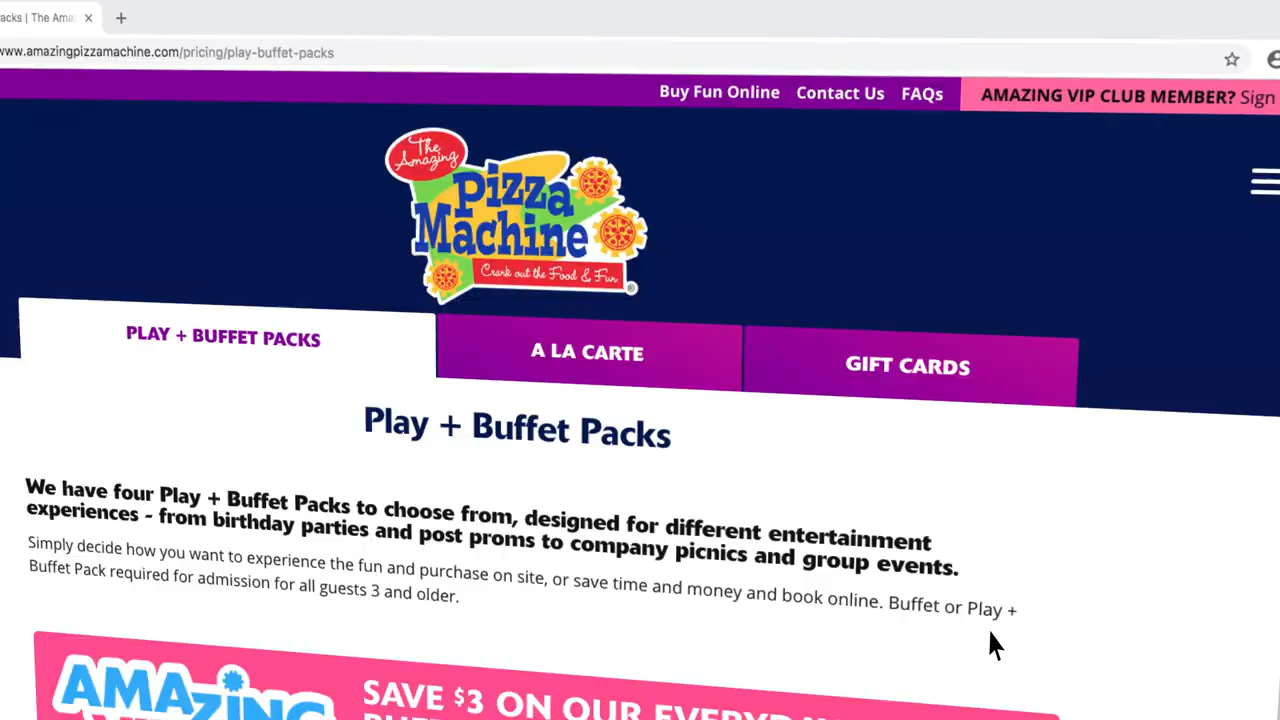 acks | The Ama
www.amazingpizzamachine.com/pricing/play-buffet-packs
Buy Fun Online Contact Us FAQs AMAZING VIP CLUB MEMBER? Sign
The
Amazing
Pizza
Machine
Crank out the Food & Fun
®
PLAY + BUFFET PACKS A LA CARTE GIFT CARDS
Play + Buffet Packs
We have four Play + Buffet Packs to choose from, designed for different entertainment
experiences - from birthday parties and post proms to company picnics and group events.
Simply decide how you want to experience the fun and purchase on site, or save time and money and book online. Buffet or Play +
Buffet Pack required for admission for all guests 3 and older.
AMAZING
SAVE $3 ON OUR EVERYDA